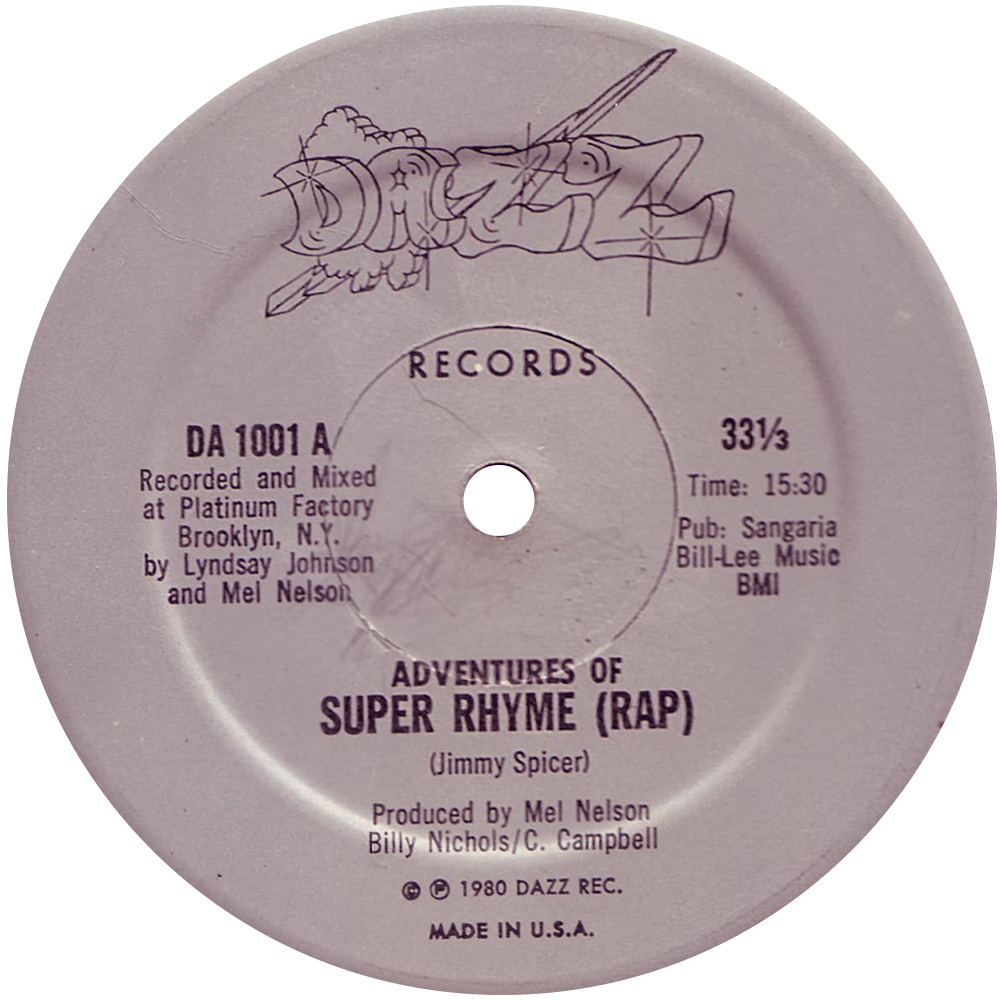 DAZZ
RECORDS
DA 1001 A
Recorded and Mixed
at Platinum Factory
Brooklyn, N.Y.
by Lyndsay Johnson
and Mel Nelson
33⅓
Time: 15:30
Pub: Sangaria
Bill-Lee Music
BMI
ADVENTURES OF
SUPER RHYME (RAP)
(Jimmy Spicer)
Produced by Mel Nelson
Billy Nichols/C. Campbell
© ℗ 1980 DAZZ REC.
MADE IN U.S.A.